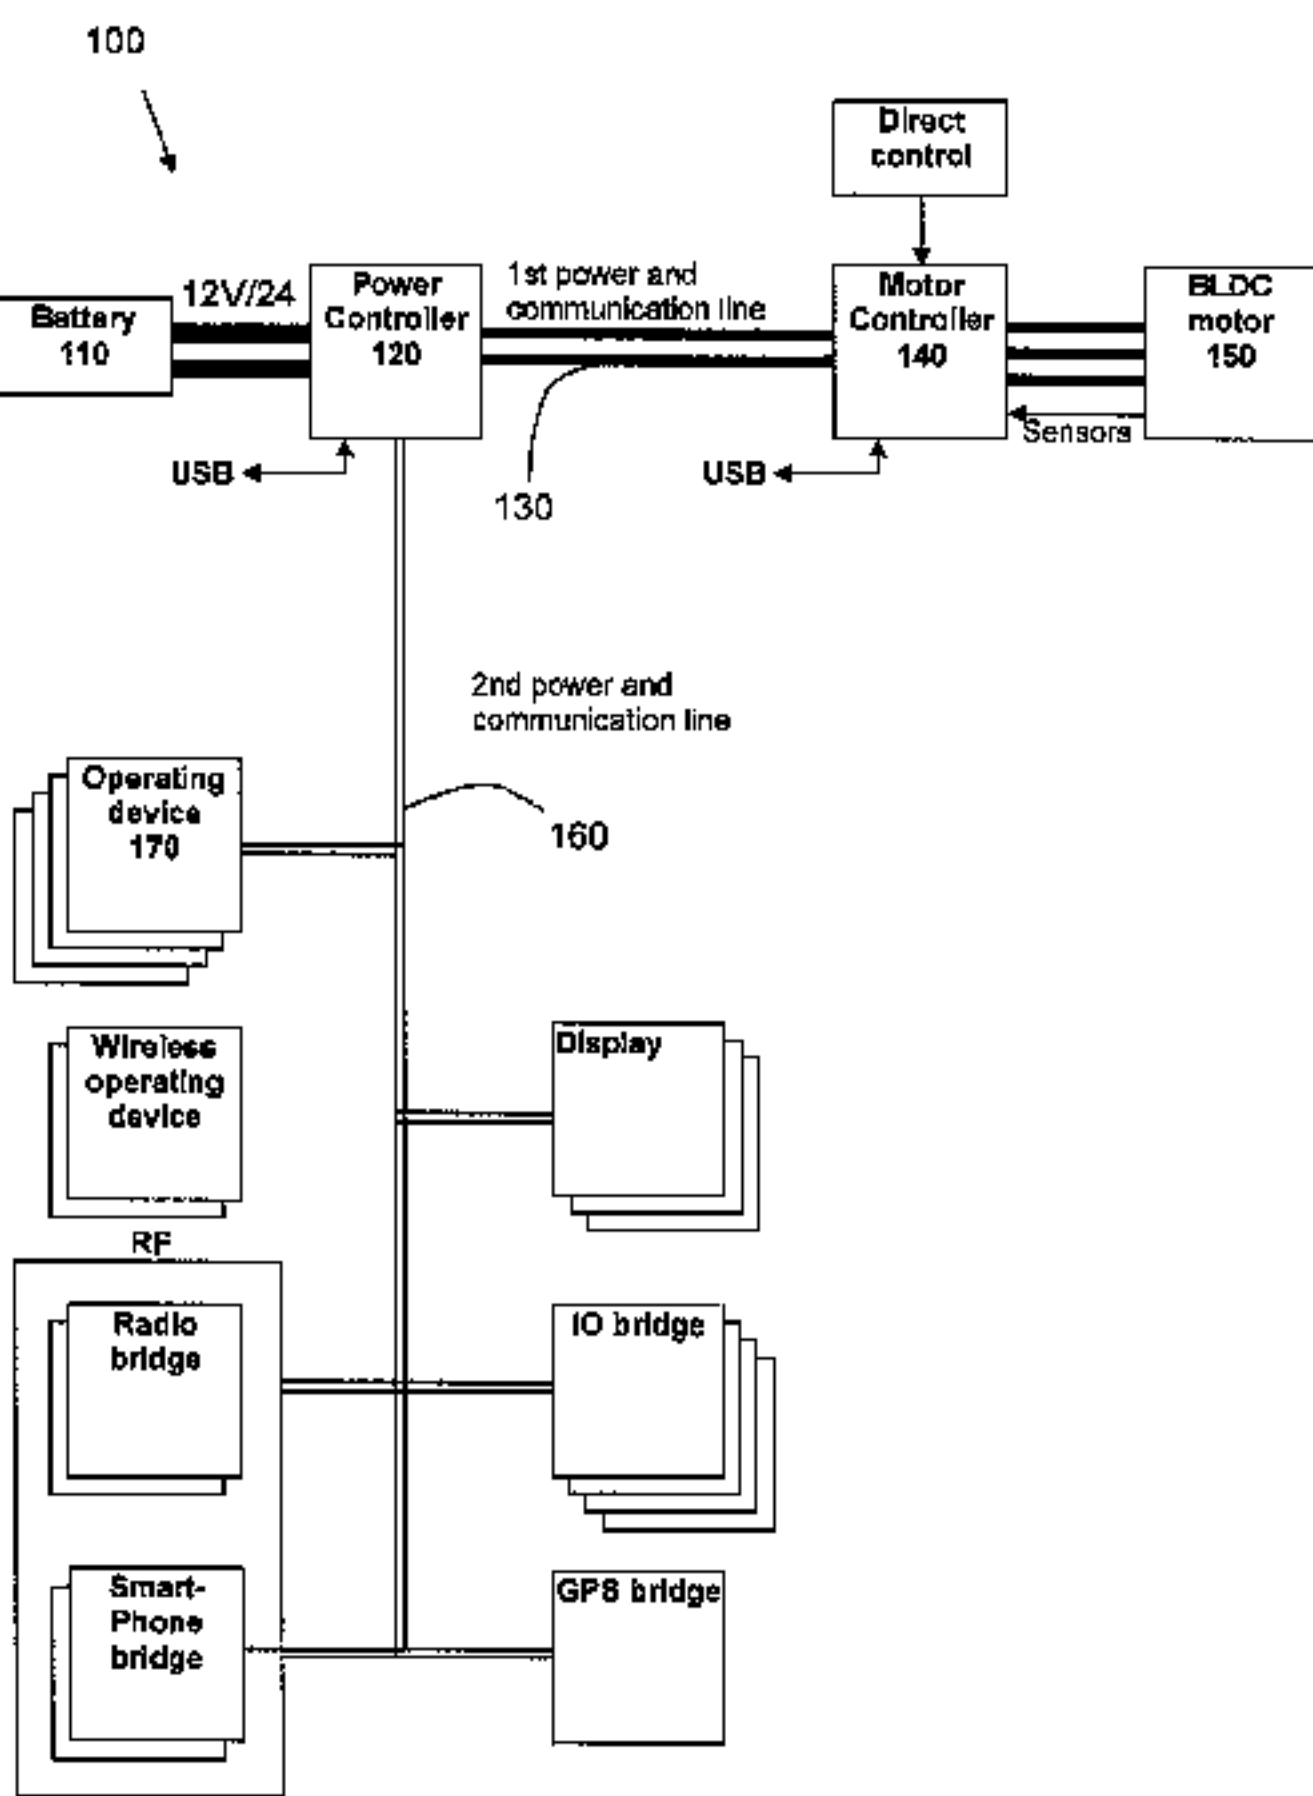 100
Direct
control
12V/24
1st power and
communication line
Battery
110
Power
Controller
120
Motor
Controller
140
BLDC
motor
150
Sensors
USB
USB
130
2nd power and
communication line
160
Operating
device
170
Wireless
operating
device
Display
RF
Radio
bridge
IO bridge
Smart-
Phone
bridge
GPS bridge